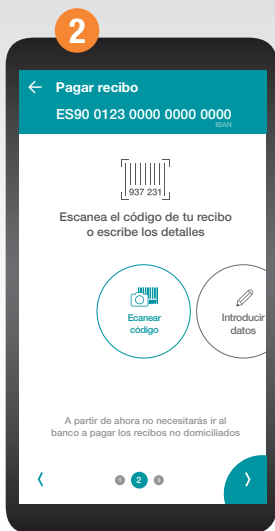 2
Pagar recibo
ES90 0123 0000 0000 0000
IBAN
937 231
Escanea el código de tu recibo
o escribe los detalles
Ecanear
código
Introducir
datos
A partir de ahora no necesitarás ir al
banco a pagar los recibos no domiciliados
1 2 3